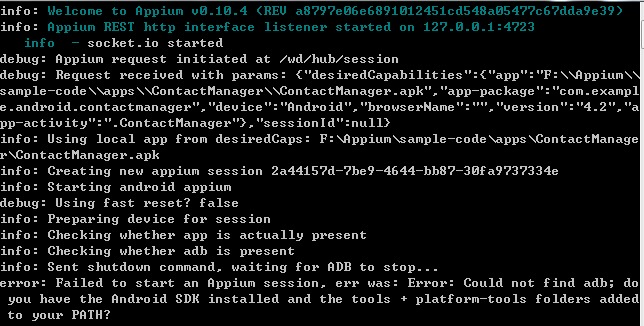 info: Welcome to Appium v0.10.4 (REV a8797e06e6891012451cd548a05477c67dda9e39)
info: Appium REST http interface listener started on 127.0.0.1:4723
info  - socket.io started
debug: Appium request initiated at /wd/hub/session
debug: Request received with params: {"desiredCapabilities":{"app":"F:\\Appium\\
sample-code\\apps\\ContactManager\\ContactManager.apk","app-package":"com.exampl
e.android.contactmanager","device":"Android","browserName":"","version":"4.2","a
pp-activity":".ContactManager"},"sessionId":null}
info: Using local app from desiredCaps: F:\Appium\sample-code\apps\ContactManage
r\ContactManager.apk
info: Creating new appium session 2a44157d-7be9-4644-bb87-30fa9737334e
info: Starting android appium
debug: Using fast reset? false
info: Preparing device for session
info: Checking whether app is actually present
info: Checking whether adb is present
info: Sent shutdown command, waiting for ADB to stop...
error: Failed to start an Appium session, err was: Error: Could not find adb; do
you have the Android SDK installed and the tools + platform-tools folders added
to your PATH?